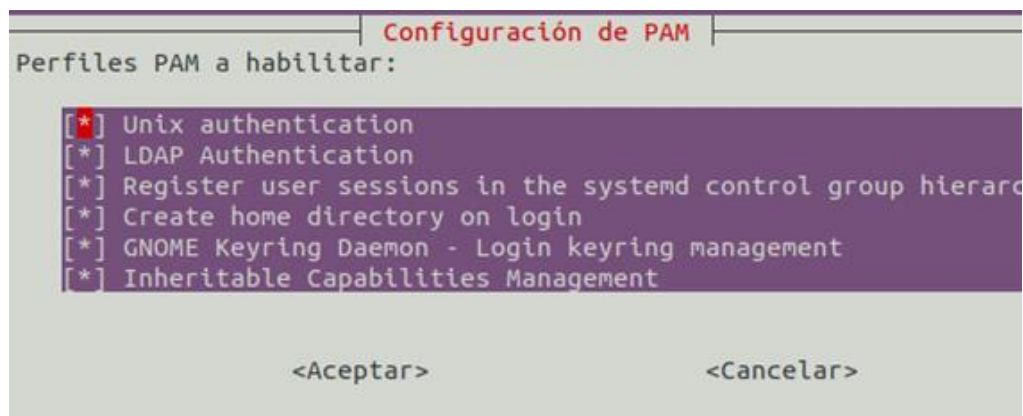 Configuración de PAM
Perfiles PAM a habilitar:
[*] Unix authentication
[*] LDAP Authentication
[*] Register user sessions in the systemd control group hierarc
[*] Create home directory on login
[*] GNOME Keyring Daemon - Login keyring management
[*] Inheritable Capabilities Management
<Aceptar> <Cancelar>